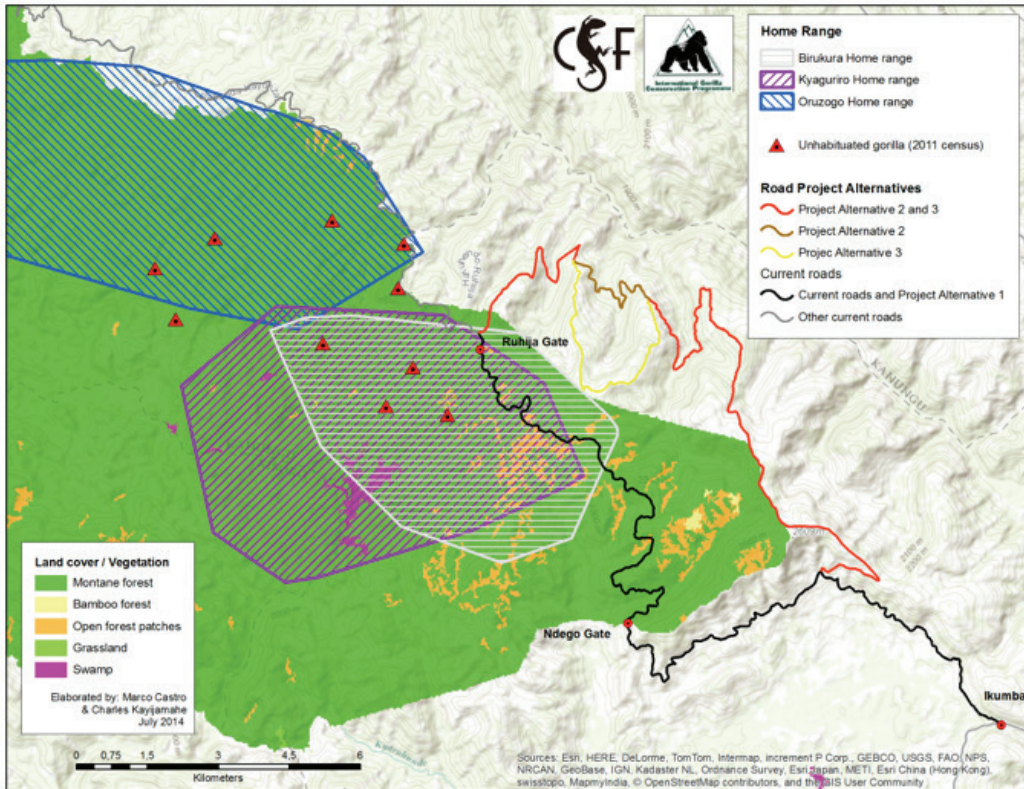 CSF
International Gorilla
Conservation Programme
Home Range
Birukura Home range
Kyaguriro Home range
Oruzogo Home range
Unhabituated gorilla (2011 census)
Road Project Alternatives
Project Alternative 2 and 3
Project Alternative 2
Projec Alternative 3
Current roads
Current roads and Project Alternative 1
Other current roads
Ruhija Gate
KANUNGU
Ndego Gate
Ikumba
Land cover / Vegetation
Montane forest
Bamboo forest
Open forest patches
Grassland
Swamp
Elaborated by: Marco Castro
& Charles Kayijamahe
July 2014
0 0,75 1,5 3 4,5 6
Kilometers
Sources: Esri, HERE, DeLorme, TomTom, Intermap, increment P Corp., GEBCO, USGS, FAO, NPS,
NRCAN, GeoBase, IGN, Kadaster NL, Ordnance Survey, Esri Japan, METI, Esri China (Hong Kong),
swisstopo, MapmyIndia, © OpenStreetMap contributors, and the GIS User Community